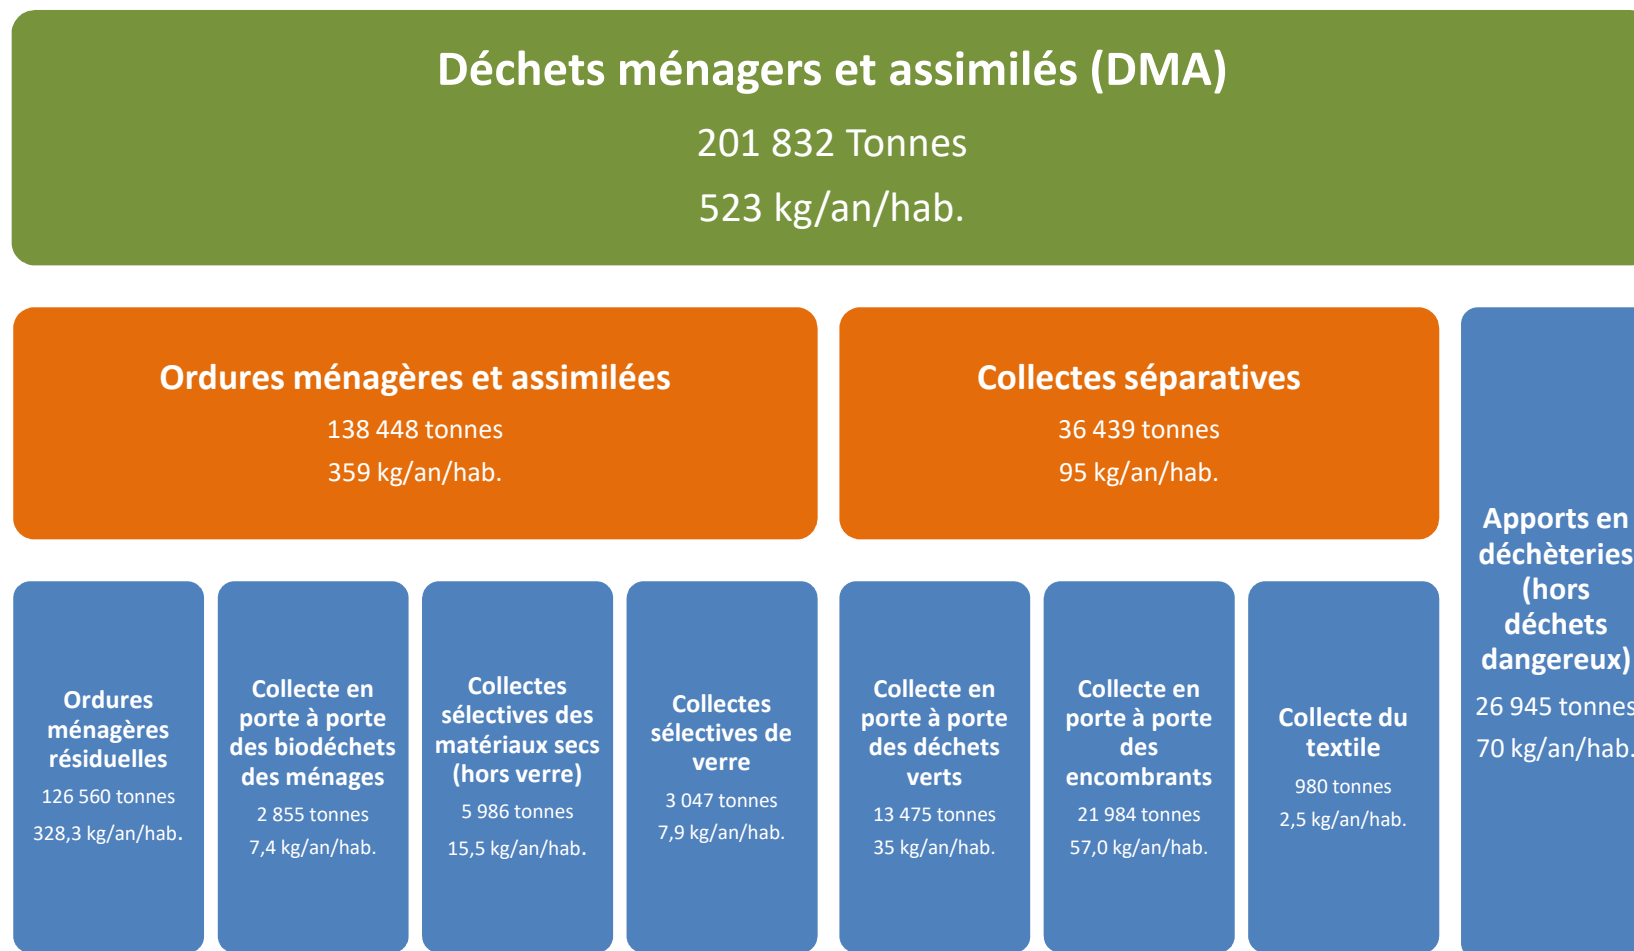 Déchets ménagers et assimilés (DMA)
201 832 Tonnes
523 kg/an/hab.
Ordures ménagères et assimilées
138 448 tonnes
359 kg/an/hab.
Collectes séparatives
36 439 tonnes
95 kg/an/hab.
Apports en
déchèteries
(hors
déchets
dangereux)
26 945 tonnes
70 kg/an/hab.
Ordures
ménagères
résiduelles
126 560 tonnes
328,3 kg/an/hab.
Collecte en
porte à porte
des biodéchets
des ménages
2 855 tonnes
7,4 kg/an/hab.
Collectes
sélectives des
matériaux secs
(hors verre)
5 986 tonnes
15,5 kg/an/hab.
Collectes
sélectives de
verre
3 047 tonnes
7,9 kg/an/hab.
Collecte en
porte à porte
des déchets
verts
13 475 tonnes
35 kg/an/hab.
Collecte en
porte à porte
des
encombrants
21 984 tonnes
57,0 kg/an/hab.
Collecte du
textile
980 tonnes
2,5 kg/an/hab.